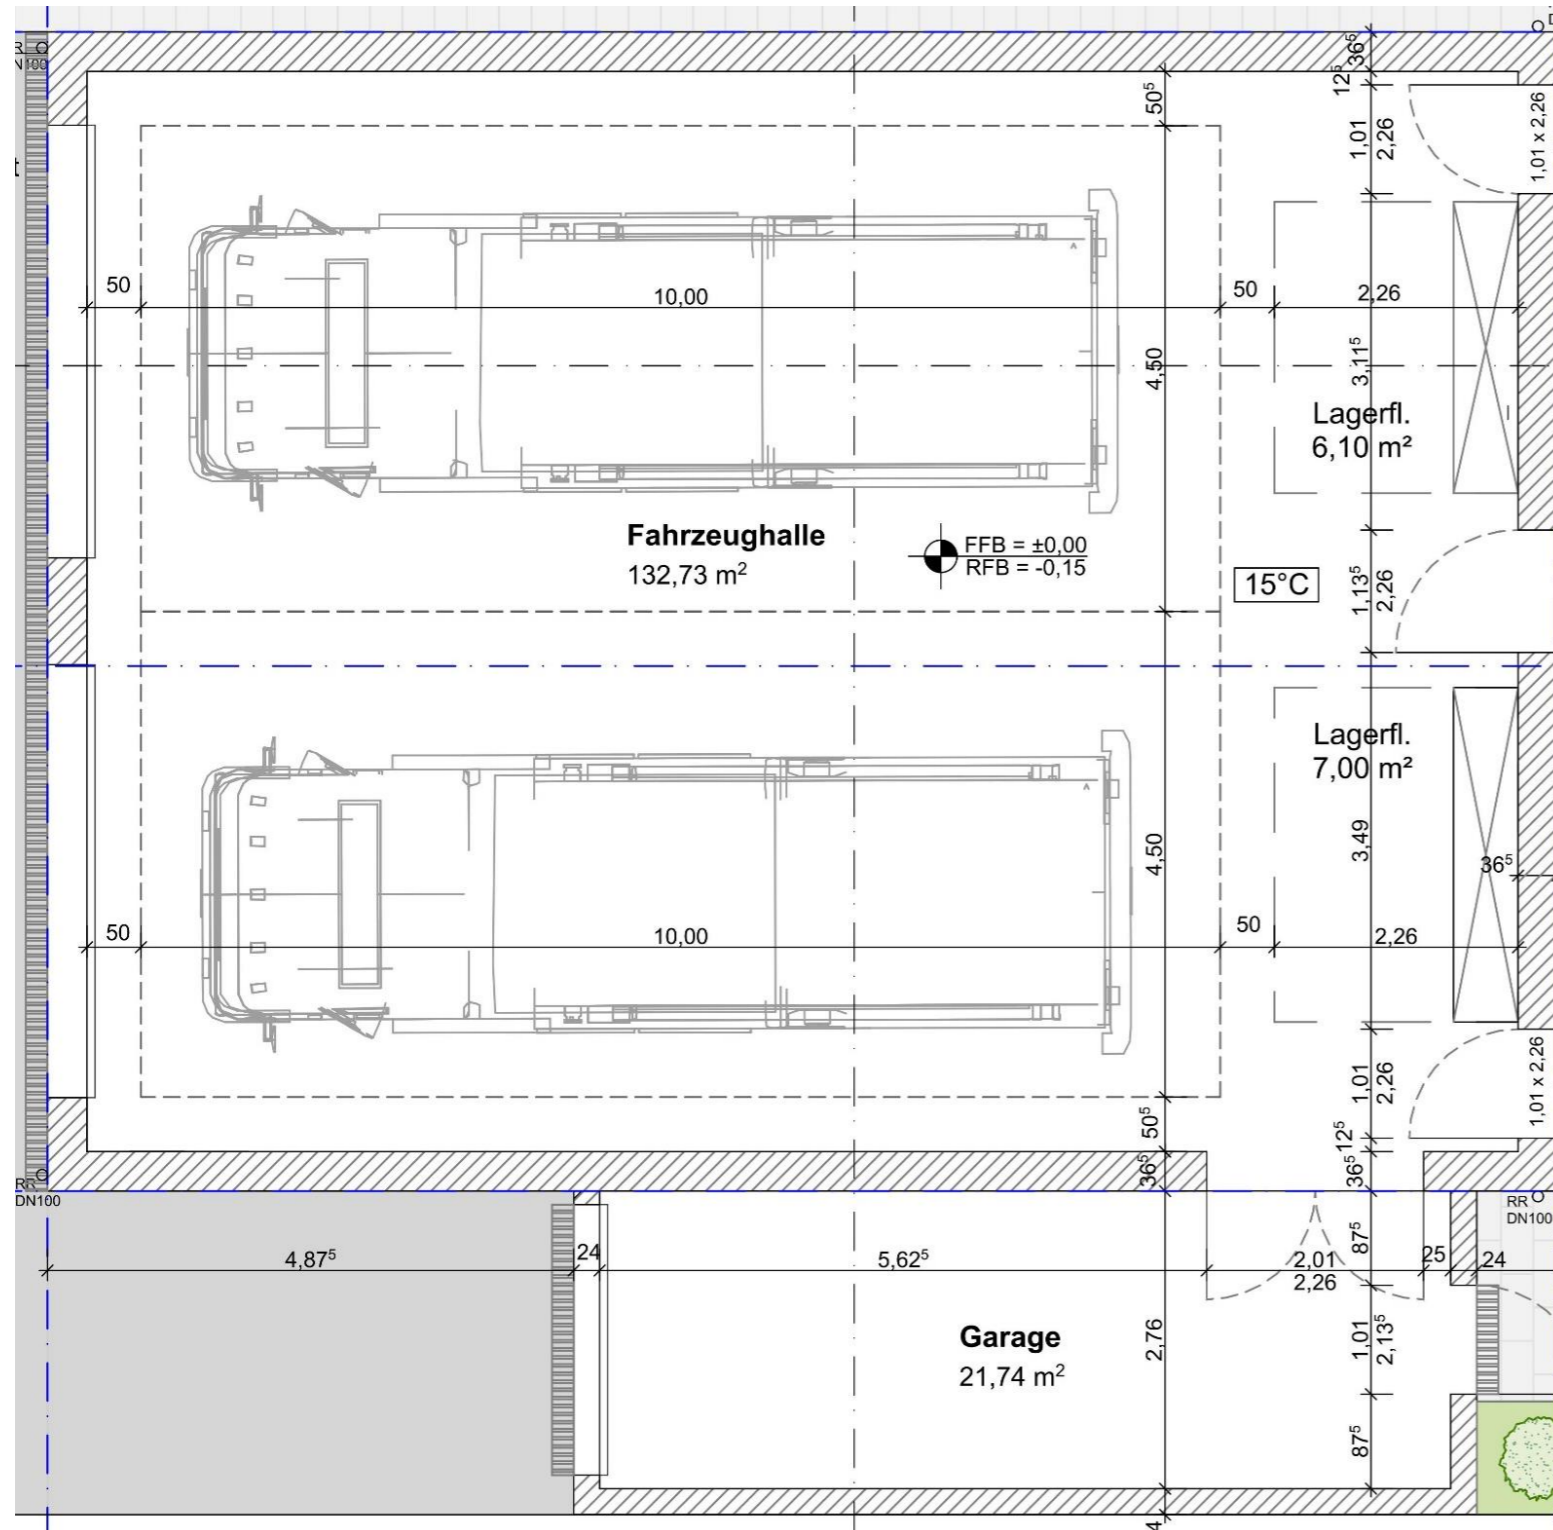 RR
DN100
36⁵
12⁵
50⁵
1,01
2,26
1,01 x 2,26
50
10,00
50
2,26
4,50
3,11⁵
Lagerfl.
6,10 m²
Fahrzeughalle
132,73 m²
FFB = ±0,00
RFB = -0,15
15°C
1,13⁵
2,26
Lagerfl.
7,00 m²
4,50
3,49
36⁵
50
10,00
50
2,26
1,01
2,26
1,01 x 2,26
50⁵
12⁵
36⁵
36⁵
RR
DN100
RR
DN100
4,87⁵
24
5,62⁵
2,01
2,26
87⁵
25
24
Garage
21,74 m²
2,76
1,01
2,13⁵
87⁵